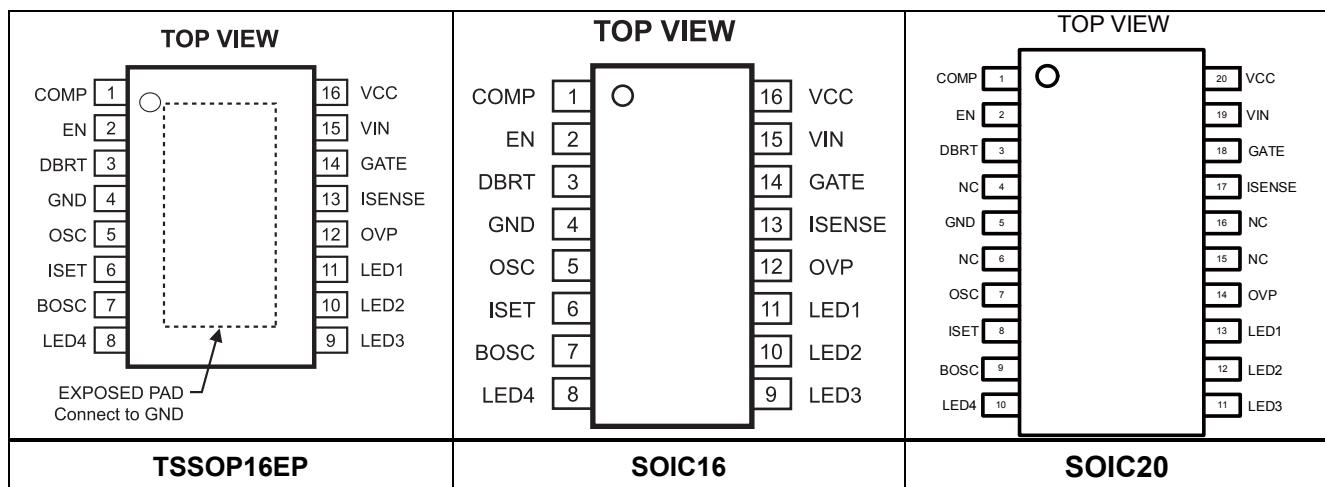 TOP VIEW
COMP 1 16 VCC
EN 2 15 VIN
DBRT 3 14 GATE
GND 4 13 ISENSE
OSC 5 12 OVP
ISET 6 11 LED1
BOSC 7 10 LED2
LED4 8 9 LED3
EXPOSED PAD
Connect to GND
TSSOP16EP
TOP VIEW
COMP 1 16 VCC
EN 2 15 VIN
DBRT 3 14 GATE
GND 4 13 ISENSE
OSC 5 12 OVP
ISET 6 11 LED1
BOSC 7 10 LED2
LED4 8 9 LED3
SOIC16
TOP VIEW
COMP 1 20 VCC
EN 2 19 VIN
DBRT 3 18 GATE
NC 4 17 ISENSE
GND 5 16 NC
NC 6 15 NC
OSC 7 14 OVP
ISET 8 13 LED1
BOSC 9 12 LED2
LED4 10 11 LED3
SOIC20